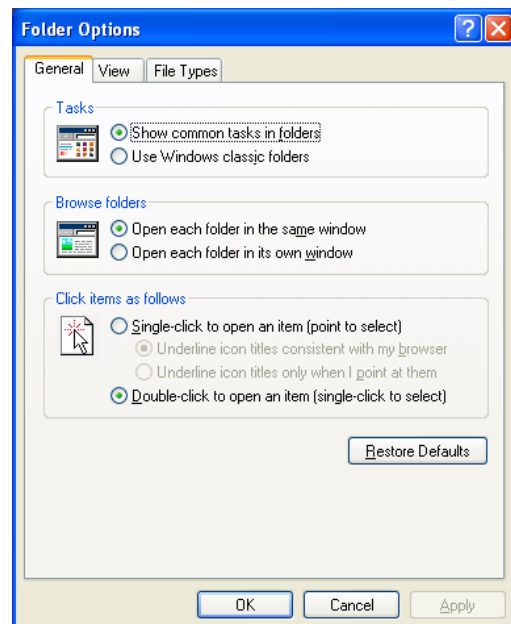 Folder Options
General View File Types
Tasks
Show common tasks in folders
Use Windows classic folders
Browse folders
Open each folder in the same window
Open each folder in its own window
Click items as follows
Single-click to open an item (point to select)
Underline icon titles consistent with my browser
Underline icon titles only when I point at them
Double-click to open an item (single-click to select)
Restore Defaults
OK Cancel Apply